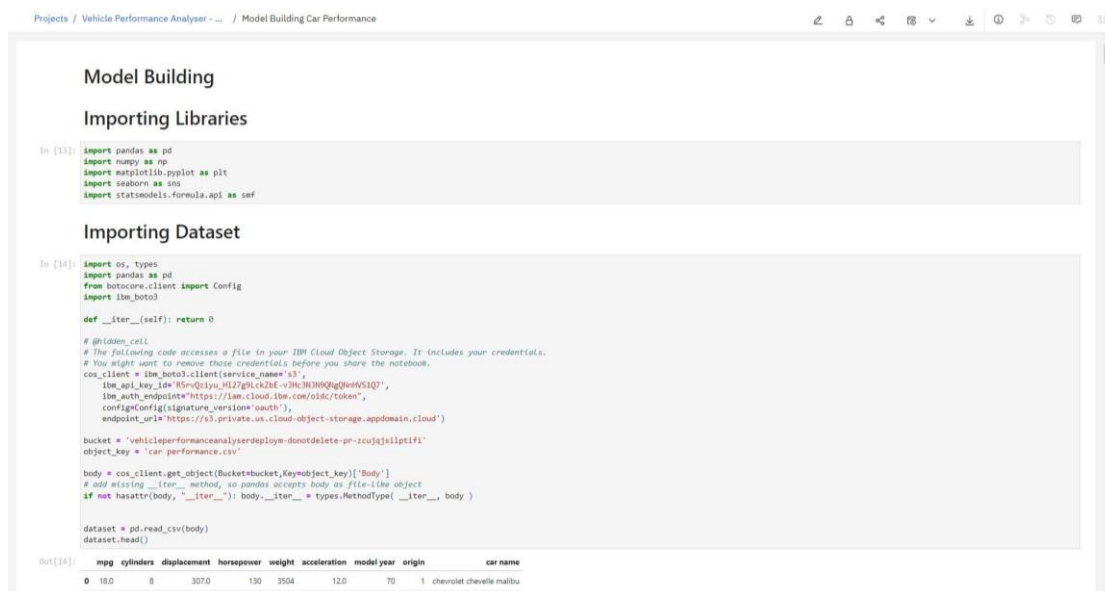 Projects / Vehicle Performance Analyser - ... / Model Building Car Performance
Model Building
Importing Libraries
In [13]: import pandas as pd
import numpy as np
import matplotlib.pyplot as plt
import seaborn as sns
import statsmodels.formula.api as smf
Importing Dataset
In [14]: import os, types
import pandas as pd
from botocore.client import Config
import ibm_boto3
def __iter__(self): return 0
# @hidden_cell
# The following code accesses a file in your IBM Cloud Object Storage. It includes your credentials.
# You might want to remove those credentials before you share the notebook.
cos_client = ibm_boto3.client(service_name='s3',
ibm_api_key_id=
ibm_auth_endpoint="https://iam.cloud.ibm.com/oidc/token",
config=Config(signature_version='oauth'),
endpoint_url='https://s3.private.us.cloud-object-storage.appdomain.cloud')
bucket = 'vehicleperformanceanalyserdeploym-donotdelete-pr-zcujqjsilptifi'
object_key = 'car performance.csv'
body = cos_client.get_object(Bucket=bucket,Key=object_key)['Body']
# add missing __iter__ method, so pandas accepts body as file-like object
if not hasattr(body, "__iter__"): body.__iter__ = types.MethodType( __iter__, body )
dataset = pd.read_csv(body)
dataset.head()
Out[14]: mpg cylinders displacement horsepower weight acceleration model year origin car name
0 18.0 8 307.0 130 3504 12.0 70 1 chevrolet chevelle malibu